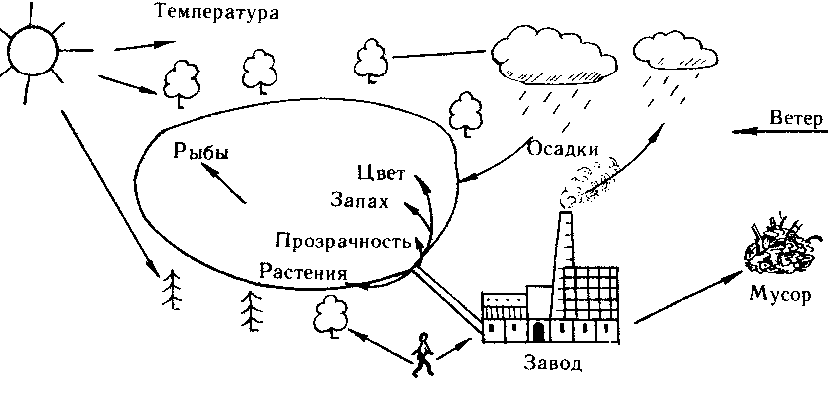 Температура
Ветер
Осадки
Рыбы
Цвет
Запах
Прозрачность
Растения
Мусор
Завод